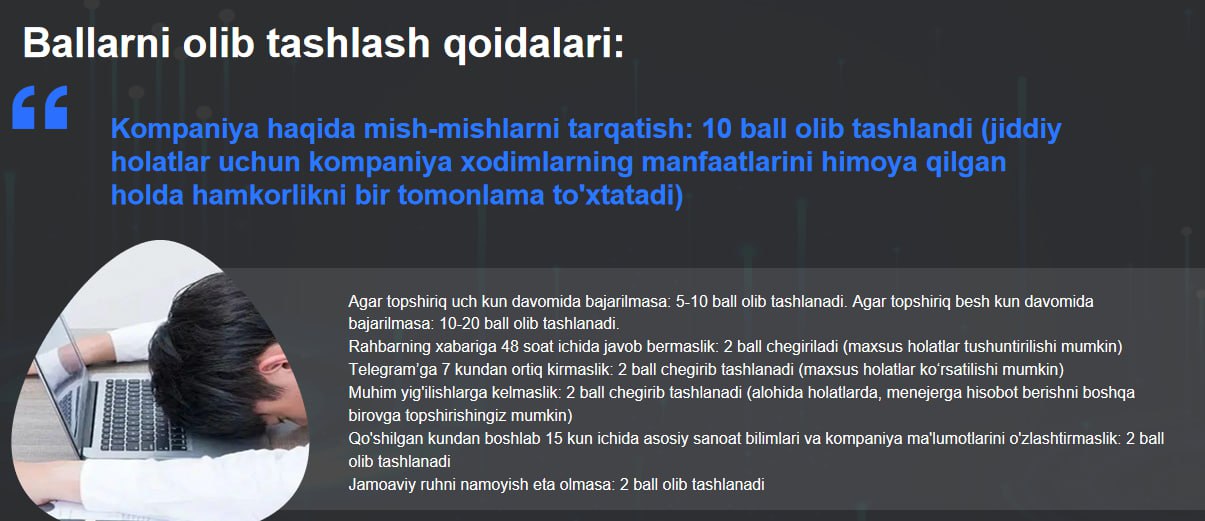 Ballarni olib tashlash qoidalari:
Kompaniya haqida mish-mishlarni tarqatish: 10 ball olib tashlandi (jiddiy
holatlar uchun kompaniya xodimlarning manfaatlarini himoya qilgan
holda hamkorlikni bir tomonlama to'xtatadi)
Agar topshiriq uch kun davomida bajarilmasa: 5-10 ball olib tashlanadi. Agar topshiriq besh kun davomida
bajarilmasa: 10-20 ball olib tashlanadi.
Rahbarning xabariga 48 soat ichida javob bermaslik: 2 ball chegiriladi (maxsus holatlar tushuntirilishi mumkin)
Telegram’ga 7 kundan ortiq kirmaslik: 2 ball chegirib tashlanadi (maxsus holatlar ko‘rsatilishi mumkin)
Muhim yig'ilishlarga kelmaslik: 2 ball chegirib tashlanadi (alohida holatlarda, menejerga hisobot berishni boshqa
birovga topshirishingiz mumkin)
Qo'shilgan kundan boshlab 15 kun ichida asosiy sanoat bilimlari va kompaniya ma'lumotlarini o'zlashtirmaslik: 2 ball
olib tashlanadi
Jamoaviy ruhni namoyish eta olmasa: 2 ball olib tashlanadi